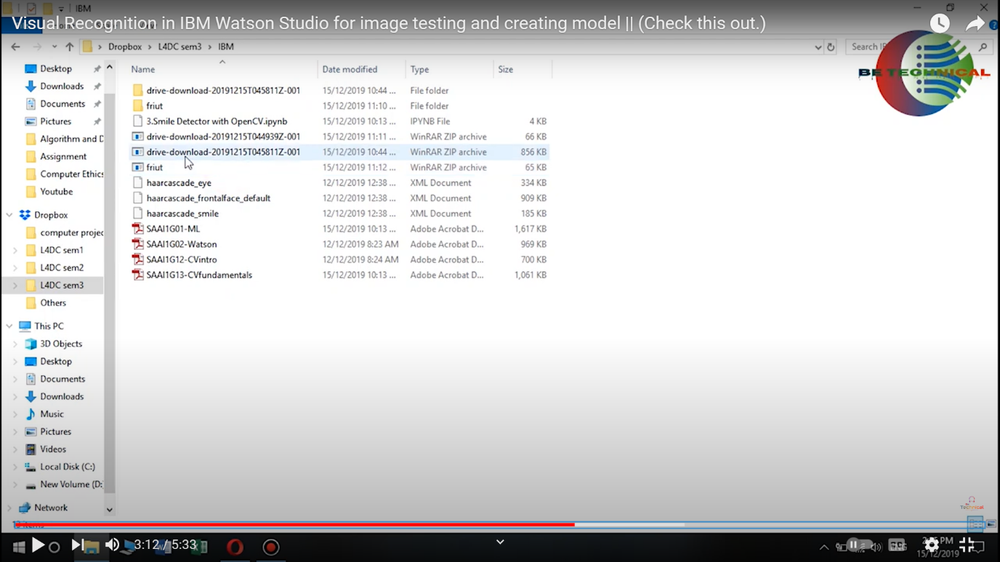 IBM
Visual Recognition in IBM Watson Studio for image testing and creating model || (Check this out.)
Dropbox > L4DC sem3 > IBM
Search
BE TECHNICAL
Name Date modified Type Size
drive-download-20191215T045811Z-001 15/12/2019 10:44 ... File folder
friut 15/12/2019 11:10 ... File folder
3.Smile Detector with OpenCV.ipynb 15/12/2019 10:13 ... IPYNB File 4 KB
drive-download-20191215T044939Z-001 15/12/2019 11:11 ... WinRAR ZIP archive 66 KB
drive-download-20191215T045811Z-001 15/12/2019 10:44 ... WinRAR ZIP archive 856 KB
friut 15/12/2019 11:12 ... WinRAR ZIP archive 65 KB
haarcascade_eye 12/12/2019 12:38 ... XML Document 334 KB
haarcascade_frontalface_default 12/12/2019 12:38 ... XML Document 909 KB
haarcascade_smile 12/12/2019 12:38 ... XML Document 185 KB
SAAI1G01-ML 15/12/2019 10:13 ... Adobe Acrobat D... 1,617 KB
SAAI1G02-Watson 12/12/2019 8:23 AM Adobe Acrobat D... 969 KB
SAAI1G12-CVintro 12/12/2019 8:24 AM Adobe Acrobat D... 700 KB
SAAI1G13-CVfundamentals 15/12/2019 10:13 ... Adobe Acrobat D... 1,061 KB
Desktop
Downloads
Documents
Pictures
Algorithm and D
Assignment
Computer Ethics
Youtube
Dropbox
computer projec
L4DC sem1
L4DC sem2
L4DC sem3
Others
This PC
3D Objects
Desktop
Documents
Downloads
Music
Pictures
Videos
Local Disk (C:)
New Volume (D:
Network
Technical
3:12 / 5:33
ENG
PM
15/12/2019